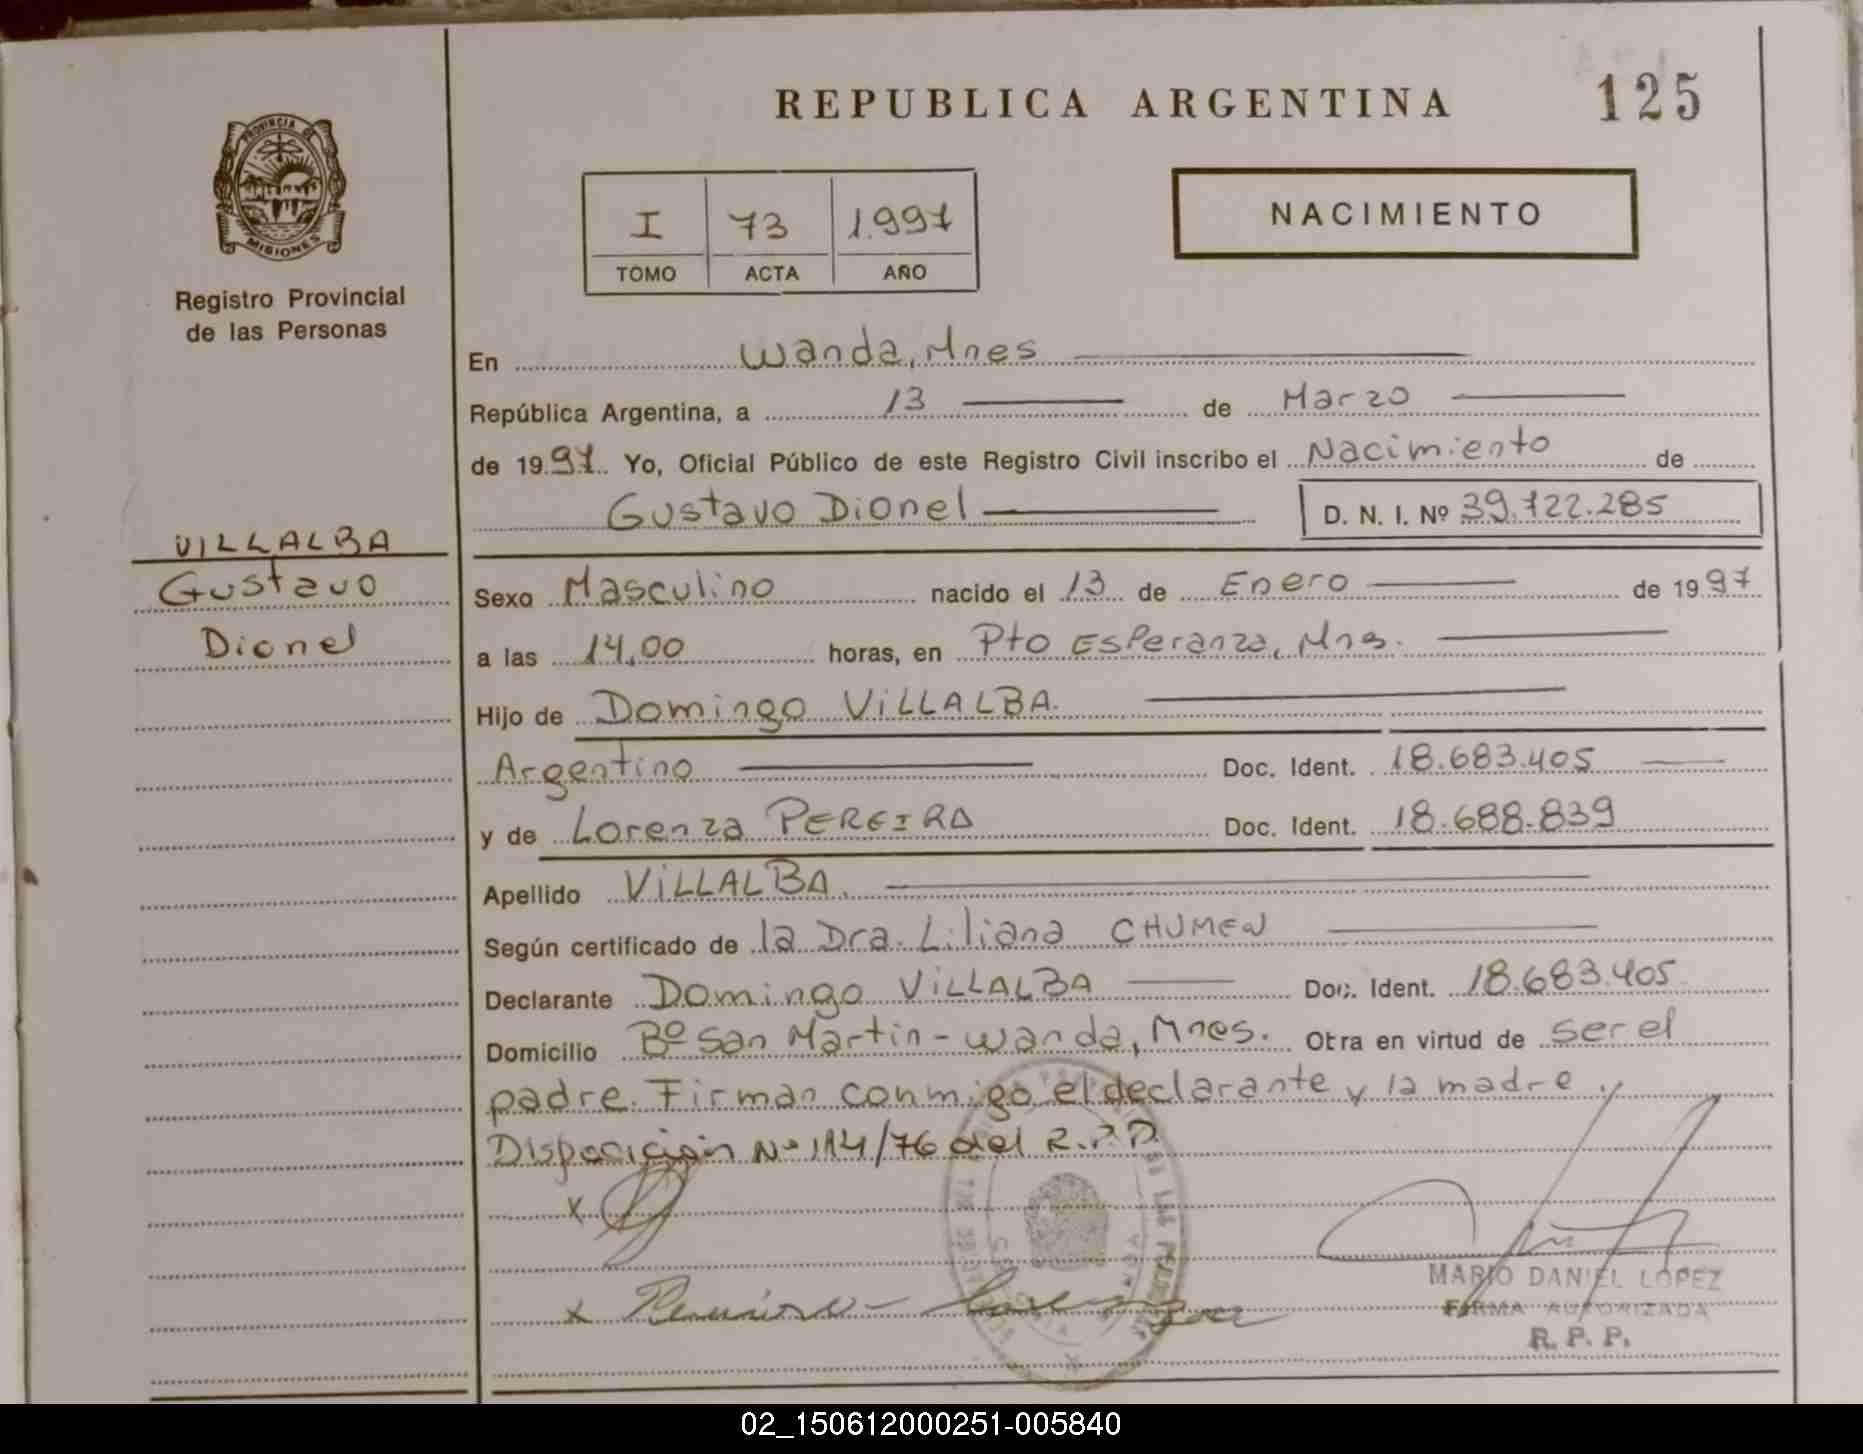 REPUBLICA ARGENTINA
125
PROVINCIA DE
MISIONES
Registro Provincial
de las Personas
I 73 1.997
TOMO ACTA AÑO
NACIMIENTO
En Wanda, Mnes
República Argentina, a 13 de Marzo
de 1997 Yo, Oficial Público de este Registro Civil inscribo el Nacimiento de
Gustavo Dionel D. N. I. Nº 39.722.285
VILLALBA
Gustavo
Dionel
Sexo Masculino nacido el 13 de Enero de 1997
a las 14,00 horas, en Pto Esperanza, Mns.
Hijo de Domingo VILLALBA.
Argentino Doc. Ident. 18.683.405
y de Lorenza PEREIRA Doc. Ident. 18.688.839
Apellido VILLALBA.
Según certificado de la Dra. Liliana CHUMEN
Declarante Domingo VILLALBA Doc. Ident. 18.683.405
Domicilio Bº San Martin - Wanda, Mnes. Otra en virtud de ser el
padre. Firman conmigo el declarante y la madre.
Disposición Nº 114/76 del R.P.P.
x
x Lorenza
MARIO DANIEL LOPEZ
FIRMA AUTORIZADA
R. P. P.
02_150612000251-005840